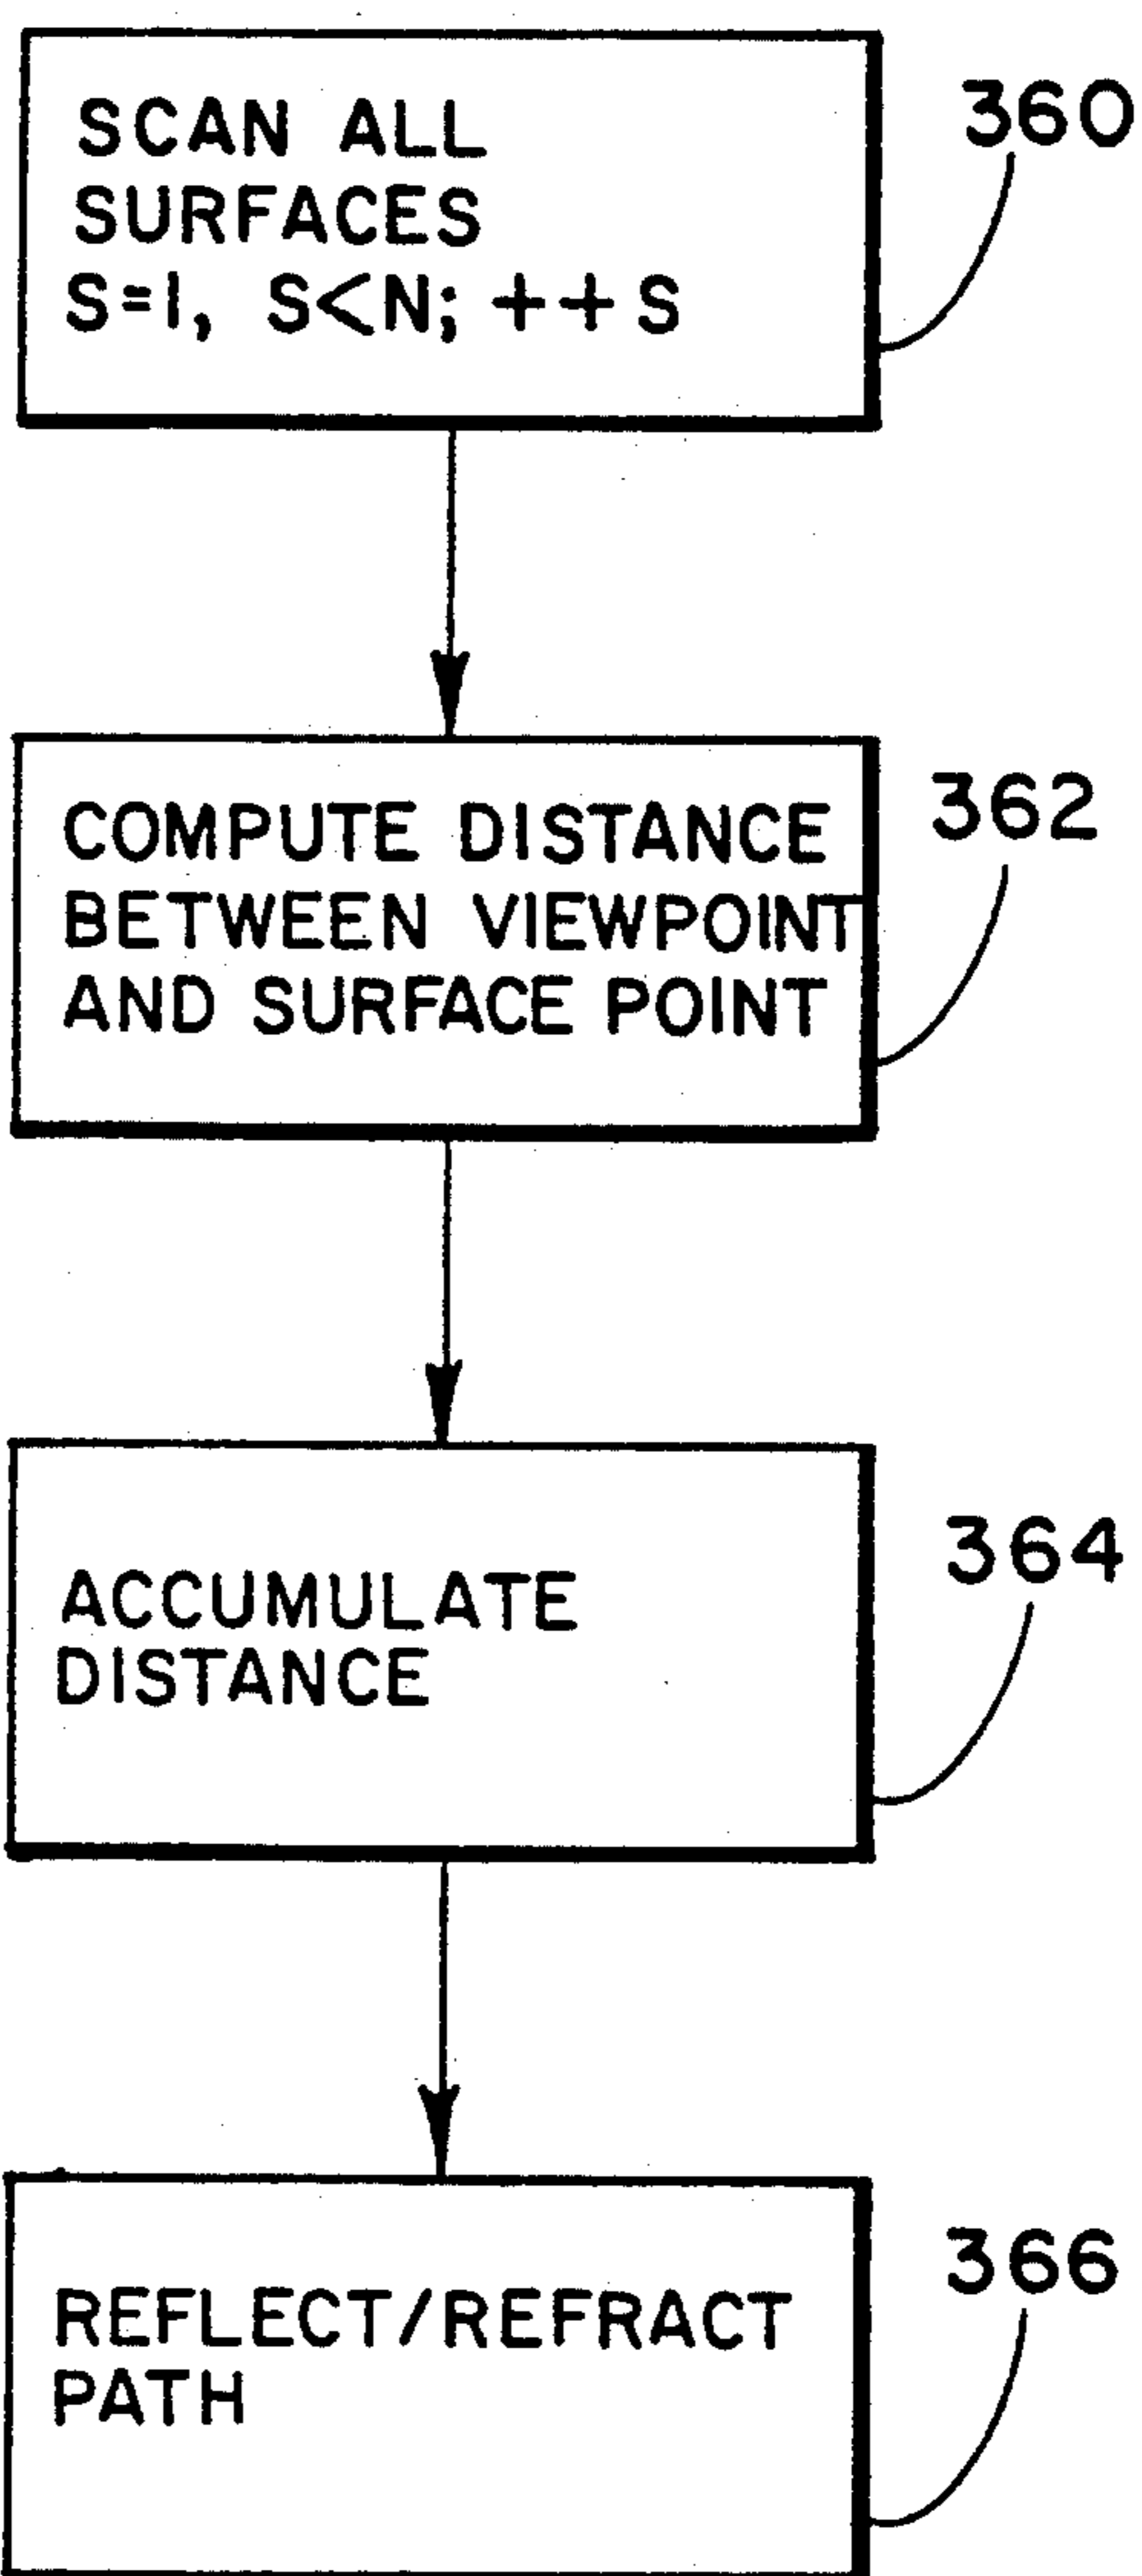 SCAN ALL
SURFACES
S=1, S<N; ++S
360
COMPUTE DISTANCE
BETWEEN VIEWPOINT
AND SURFACE POINT
362
ACCUMULATE
DISTANCE
364
REFLECT/REFRACT
PATH
366